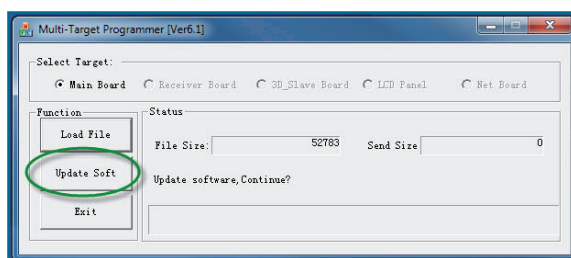 Multi-Target Programmer [Ver6.1]
Select Target:
Main Board Receiver Board 3D_Slave Board LCD Panel Net Board
Function
Status
Load File
File Size: 52783 Send Size 0
Update Soft
Update software,Continue?
Exit